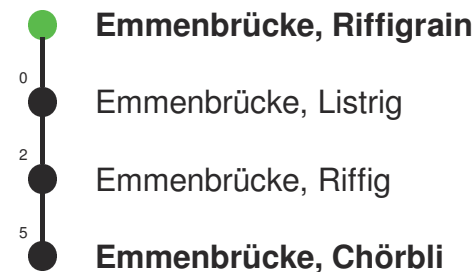 Emmenbrücke, Riffigrain
0
Emmenbrücke, Listrig
2
Emmenbrücke, Riffig
5
Emmenbrücke, Chörbli